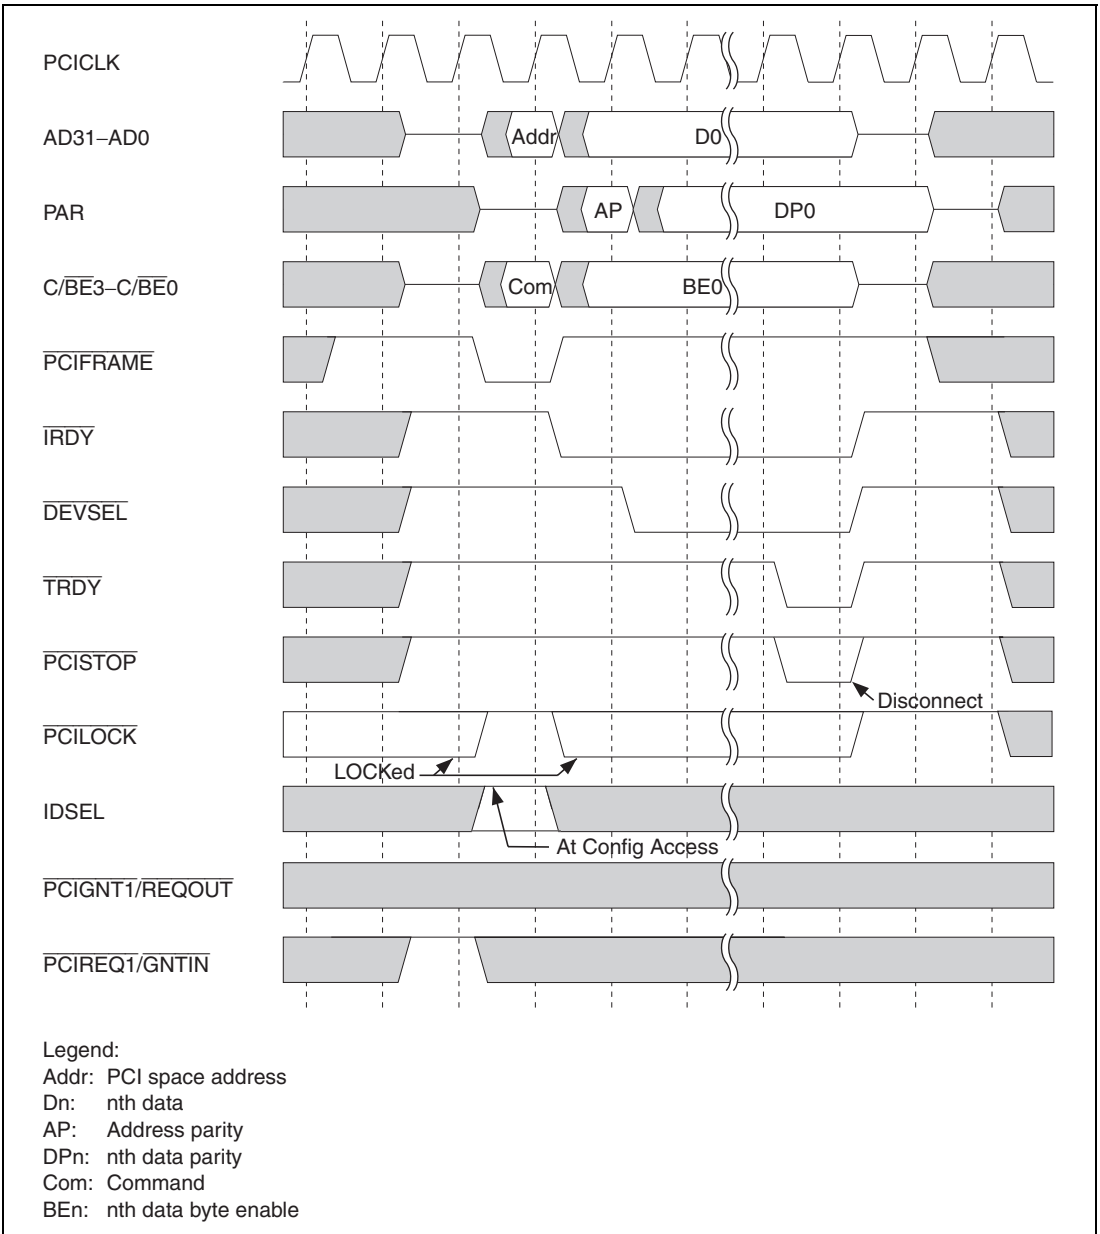 PCICLK
AD31–AD0
Addr
D0
PAR
AP
DP0
C/BE3–C/BE0
Com
BE0
PCIFRAME
IRDY
DEVSEL
TRDY
PCISTOP
Disconnect
PCILOCK
LOCKed
IDSEL
At Config Access
PCIGNT1/REQOUT
PCIREQ1/GNTIN
Legend:
Addr: PCI space address
Dn: nth data
AP: Address parity
DPn: nth data parity
Com: Command
BEn: nth data byte enable